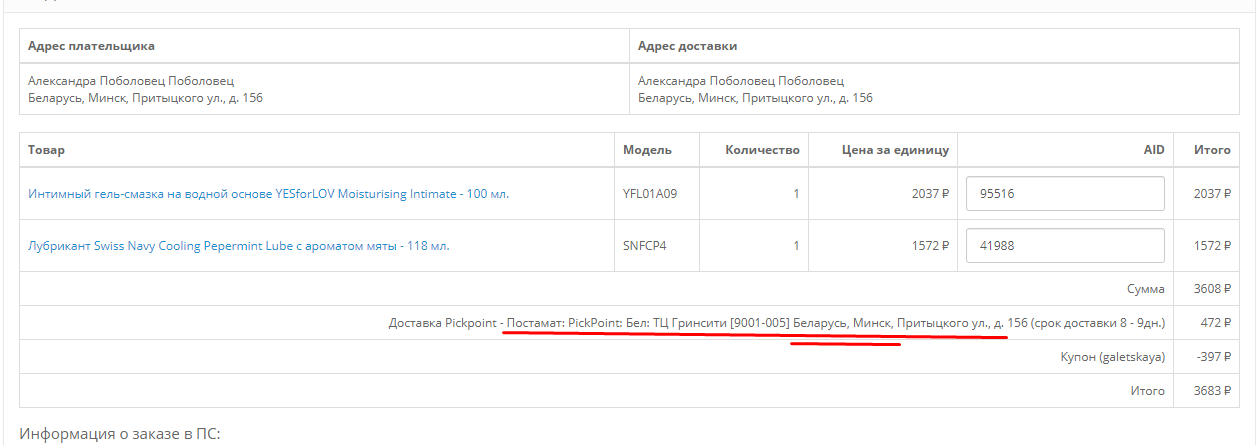 Адрес плательщика Адрес доставки
Александра Поболовец Поболовец Александра Поболовец Поболовец
Беларусь, Минск, Притыцкого ул., д. 156 Беларусь, Минск, Притыцкого ул., д. 156
Товар Модель Количество Цена за единицу AID Итого
Интимный гель-смазка на водной основе YESforLOV Moisturising Intimate - 100 мл. YFL01A09 1 2037 ₽ 95516 2037 ₽
Лубрикант Swiss Navy Cooling Pepermint Lube с ароматом мяты - 118 мл. SNFCP4 1 1572 ₽ 41988 1572 ₽
Сумма 3608 ₽
Доставка Pickpoint - Постамат: PickPoint: Бел: ТЦ Гринсити [9001-005] Беларусь, Минск, Притыцкого ул., д. 156 (срок доставки 8 - 9дн.) 472 ₽
Купон (galetskaya) -397 ₽
Итого 3683 ₽
Информация о заказе в ПС: